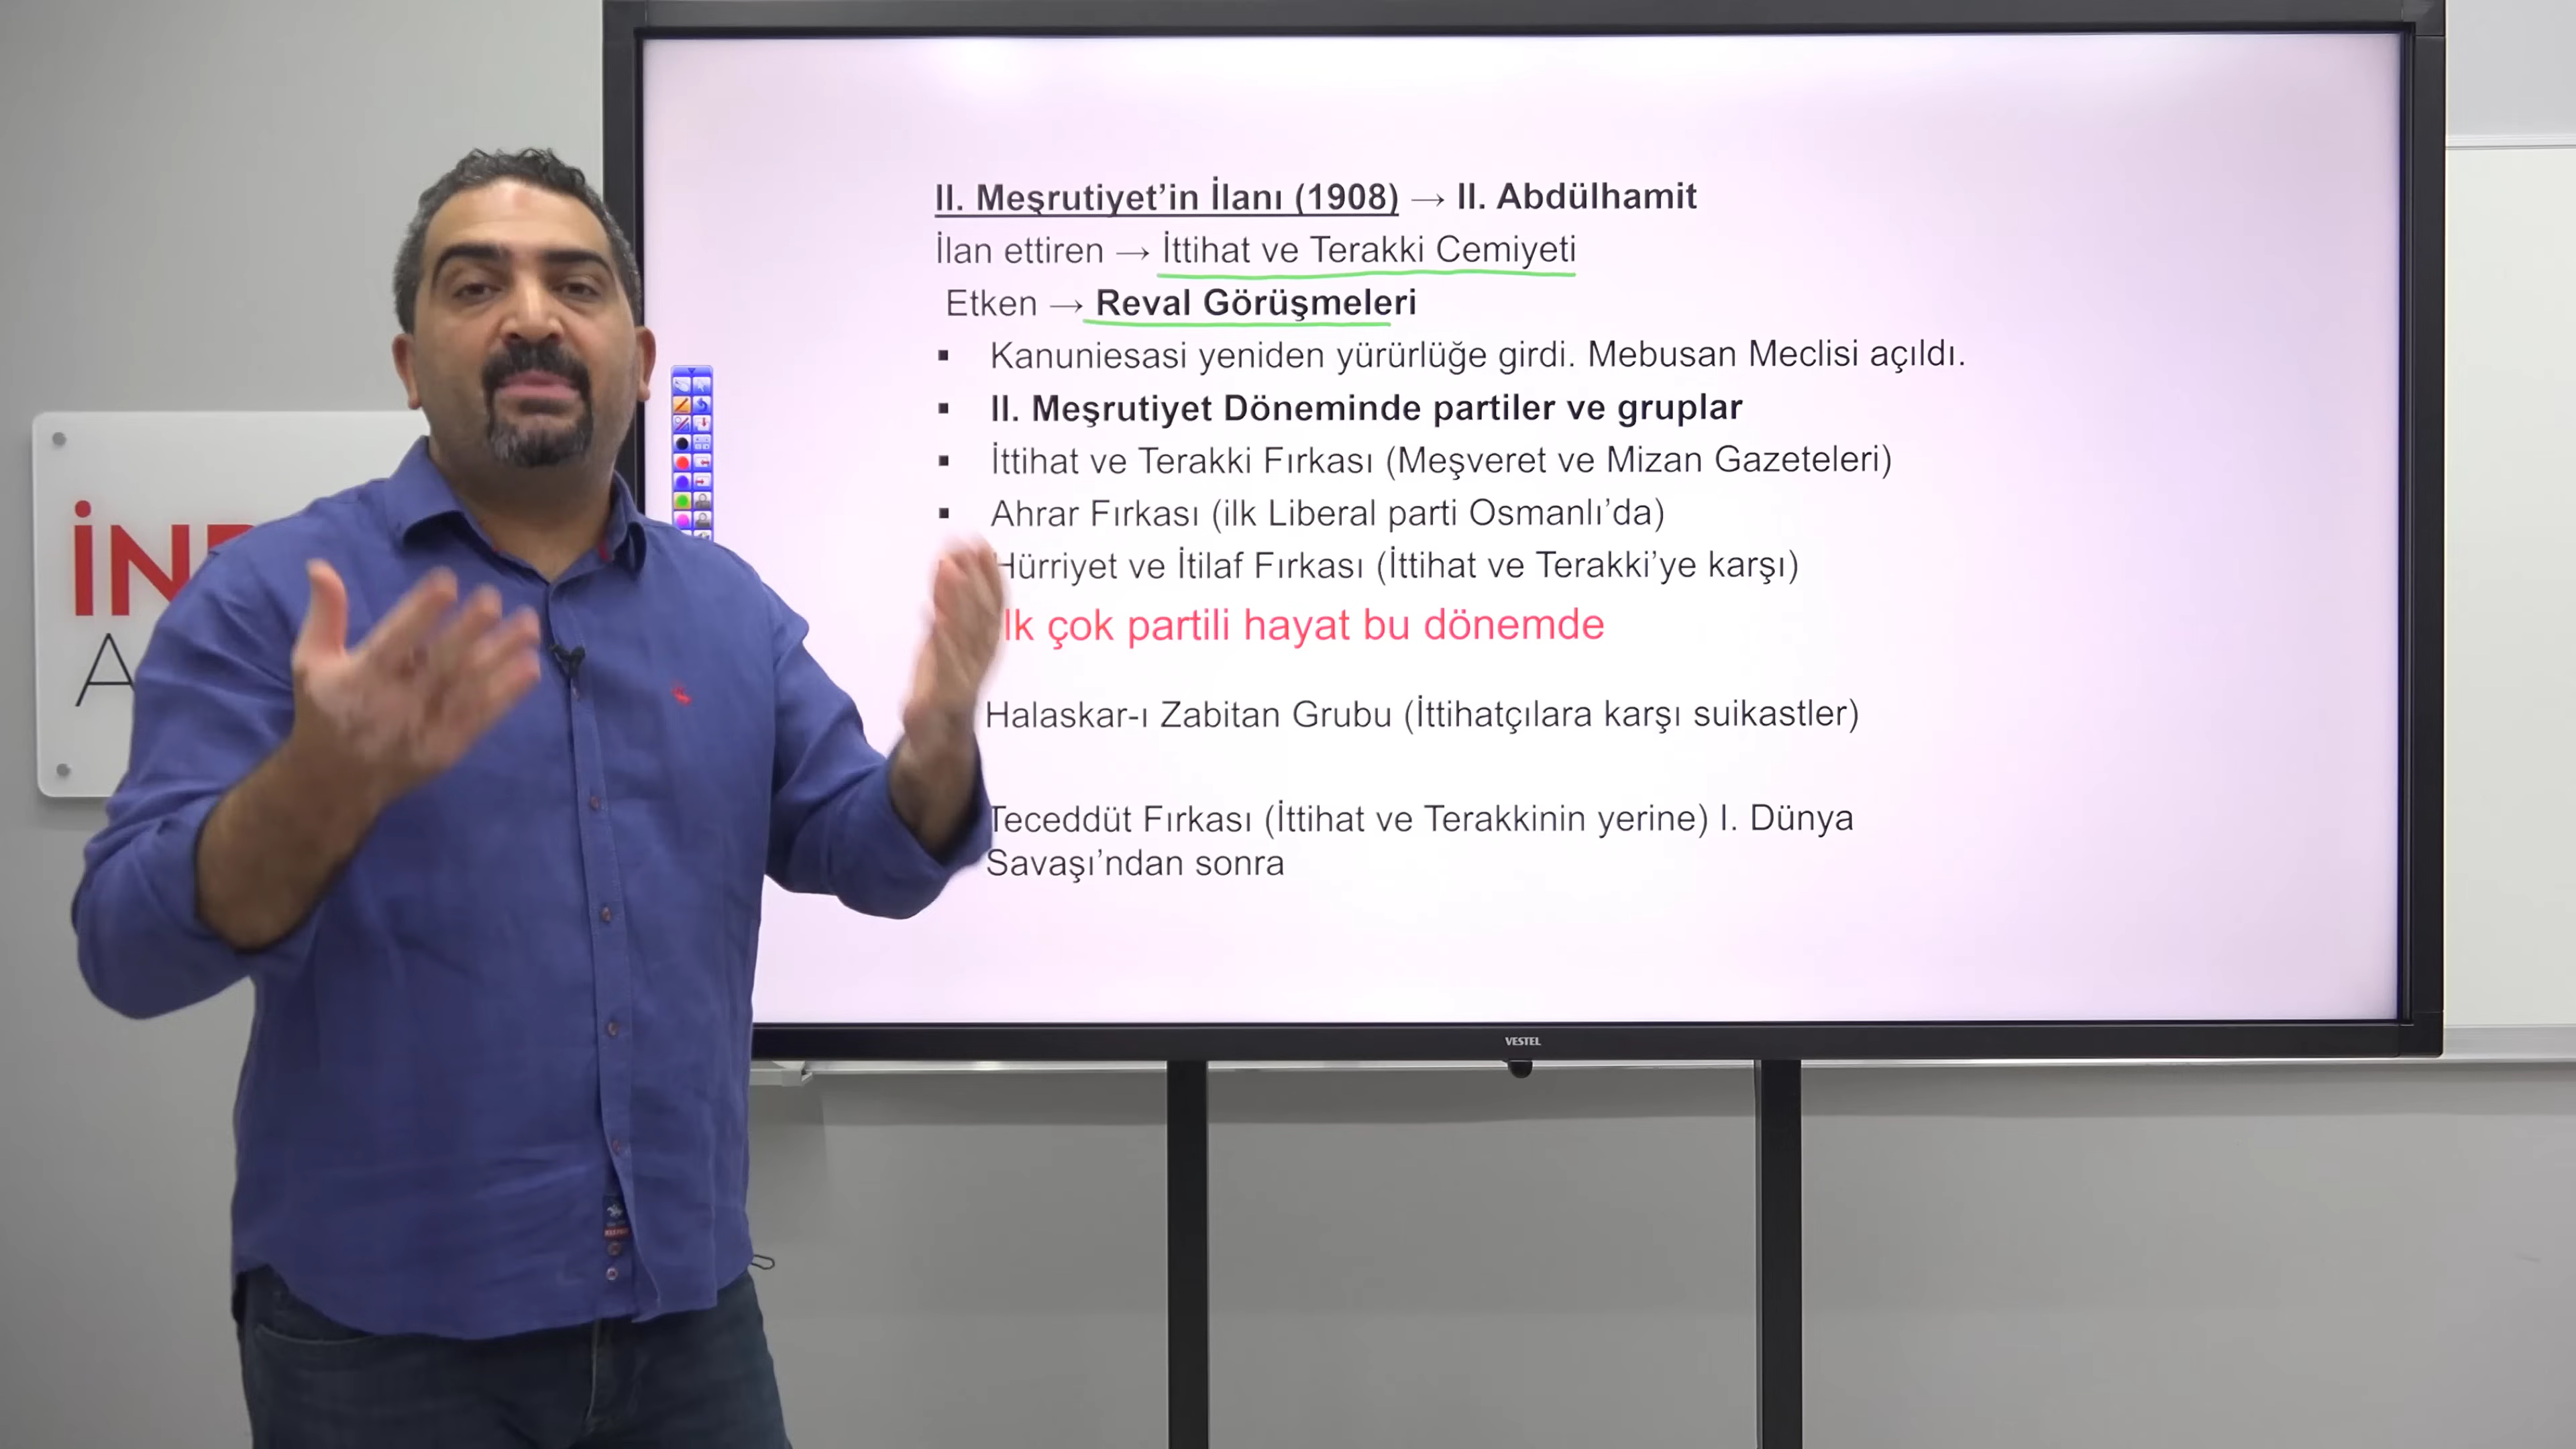 II. Meşrutiyet’in İlanı (1908) → II. Abdülhamit
İlan ettiren → İttihat ve Terakki Cemiyeti
Etken → Reval Görüşmeleri
▪ Kanuniesasi yeniden yürürlüğe girdi. Mebusan Meclisi açıldı.
▪ II. Meşrutiyet Döneminde partiler ve gruplar
▪ İttihat ve Terakki Fırkası (Meşveret ve Mizan Gazeteleri)
▪ Ahrar Fırkası (ilk Liberal parti Osmanlı’da)
Hürriyet ve İtilaf Fırkası (İttihat ve Terakki’ye karşı)
lk çok partili hayat bu dönemde
Halaskar-ı Zabitan Grubu (İttihatçılara karşı suikastler)
Teceddüt Fırkası (İttihat ve Terakkinin yerine) I. Dünya
Savaşı’ndan sonra
VESTEL